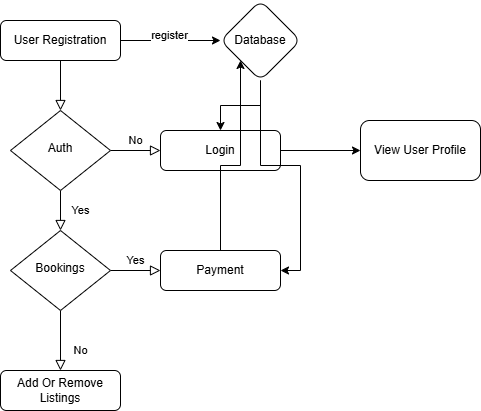 User Registration
register
Database
Auth
No
Login
View User Profile
Yes
Bookings
Yes
Payment
No
Add Or Remove
Listings